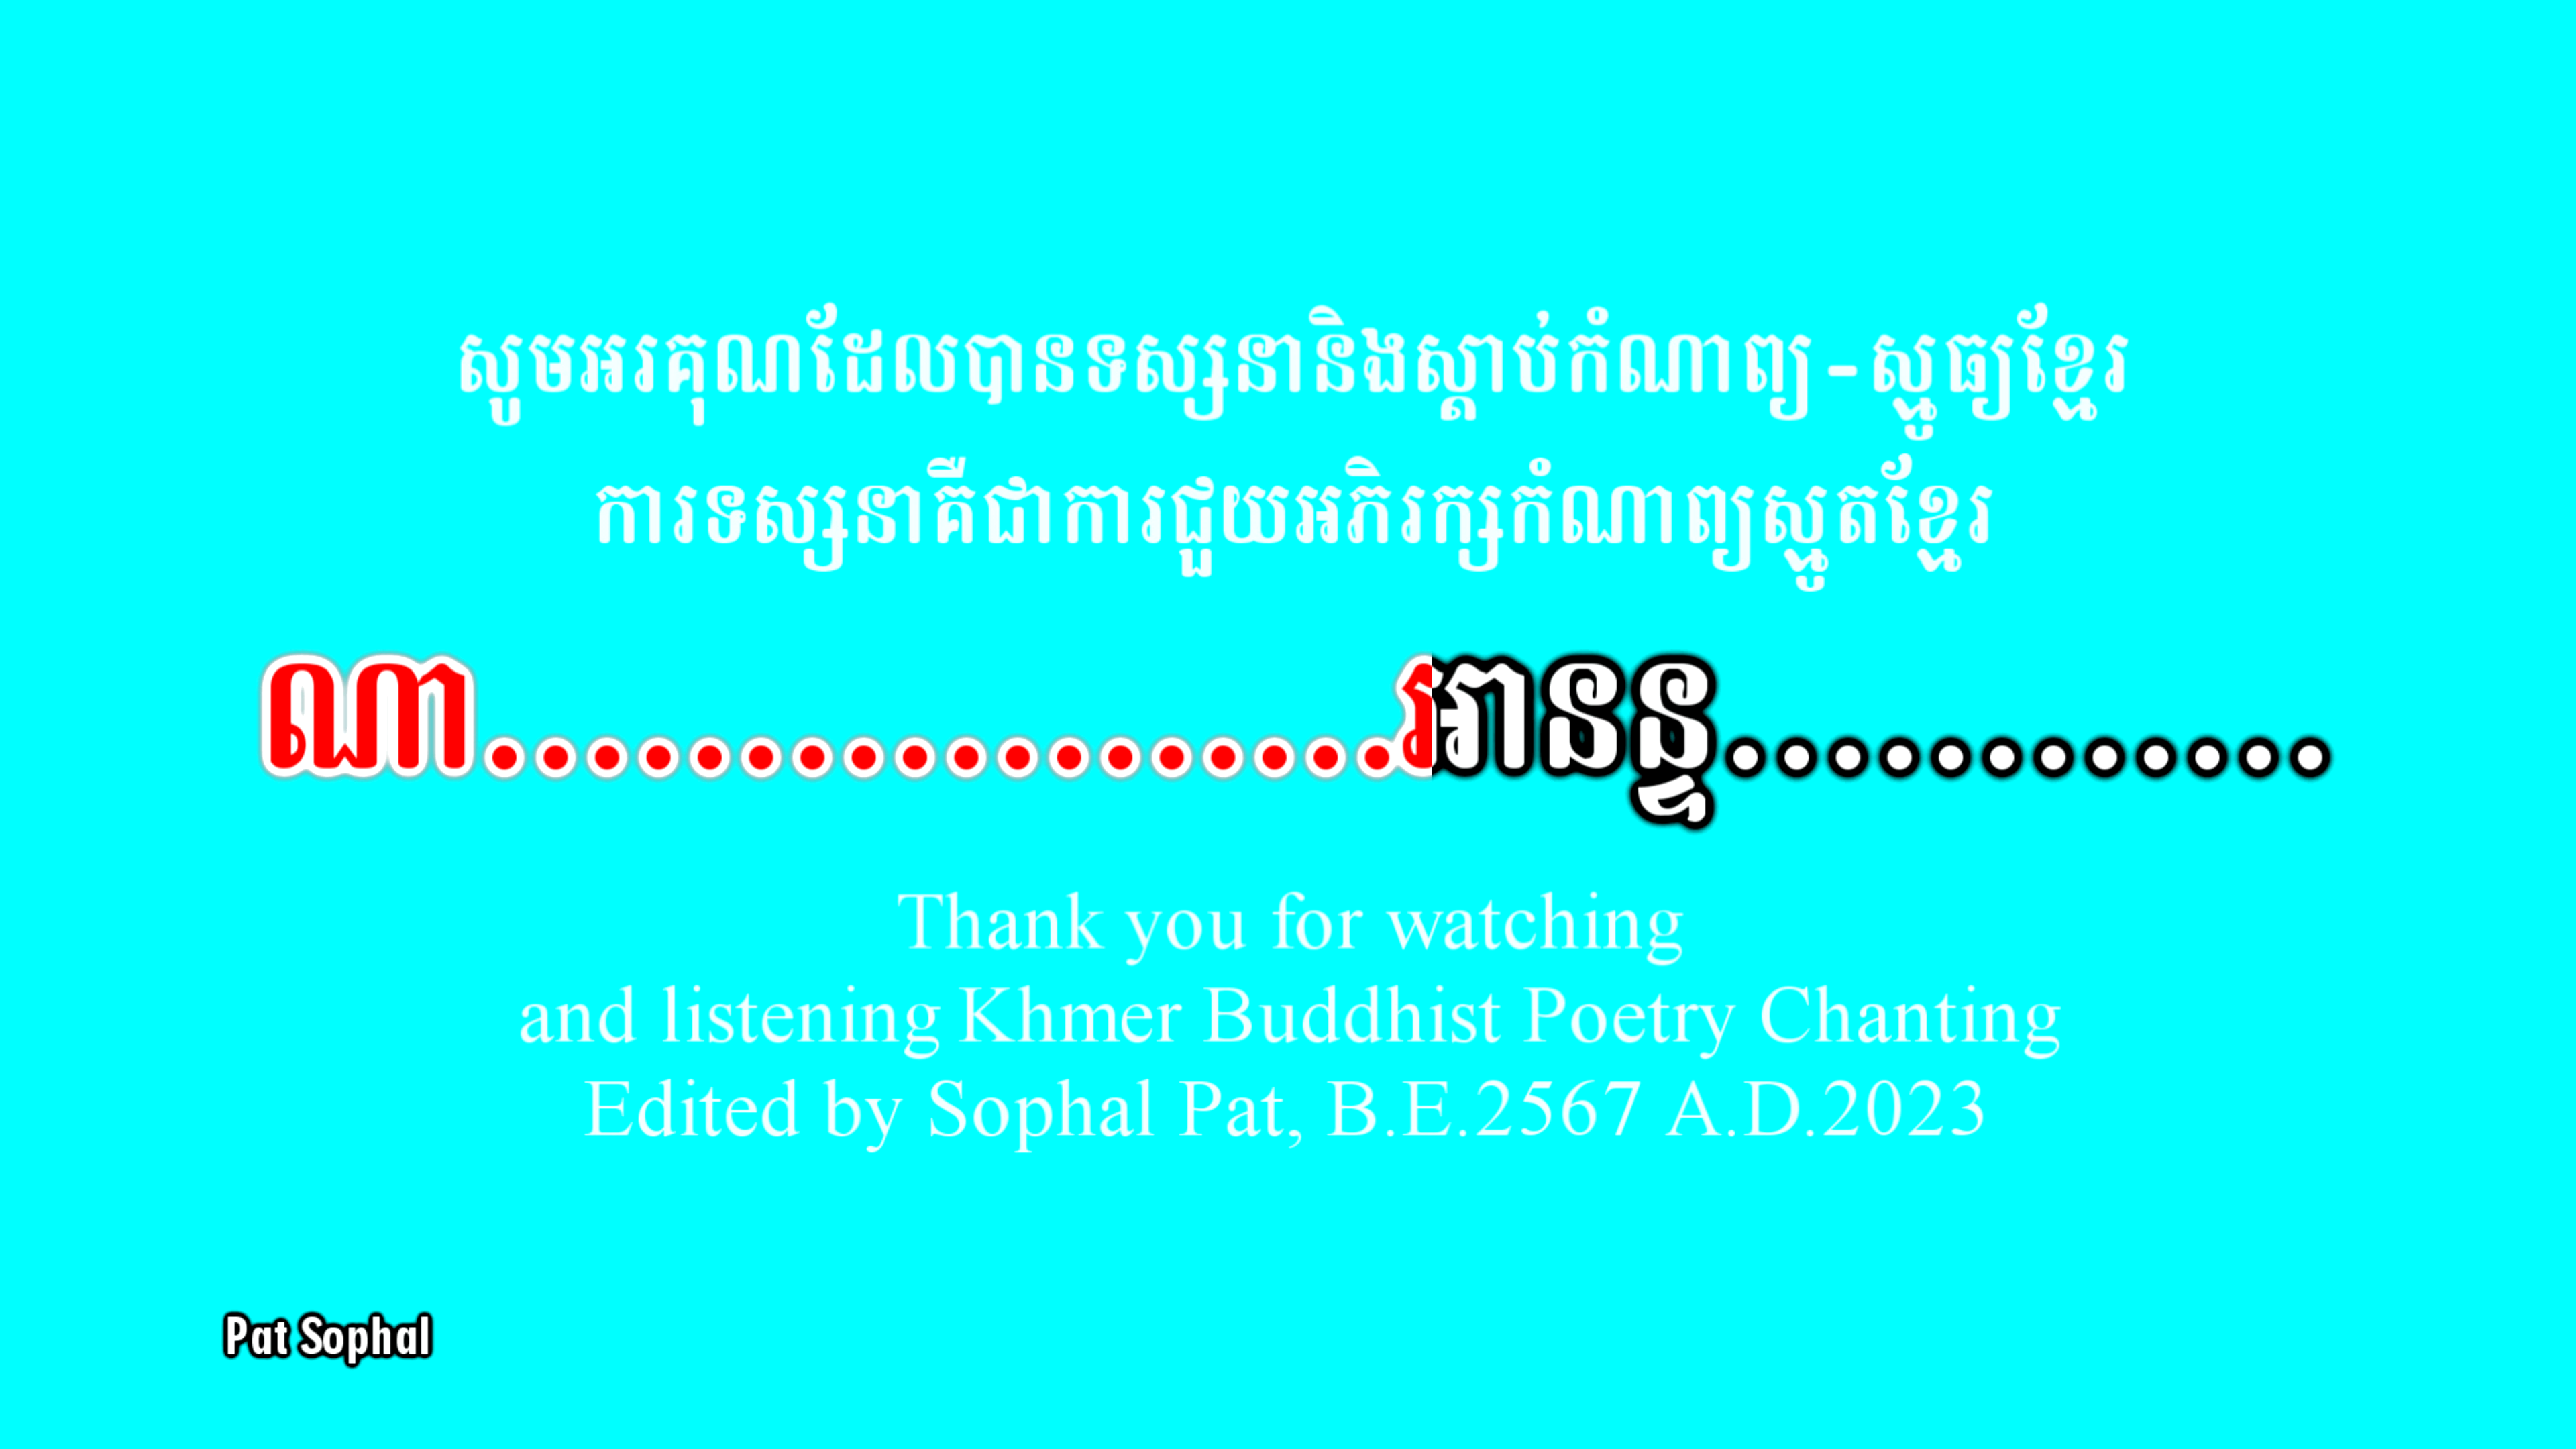 សូមអរគុណដែលបានទស្សនានិងស្ដាប់កំណាព្យ-ស្មូធ្យខ្មែរ
ការទស្សនាគឺជាការជួយអភិរក្សកំណាព្យស្មូតខ្មែរ
ណា..................អានន្ទ............
Thank you for watching
and listening Khmer Buddhist Poetry Chanting
Edited by Sophal Pat, B.E.2567 A.D.2023
Pat Sophal